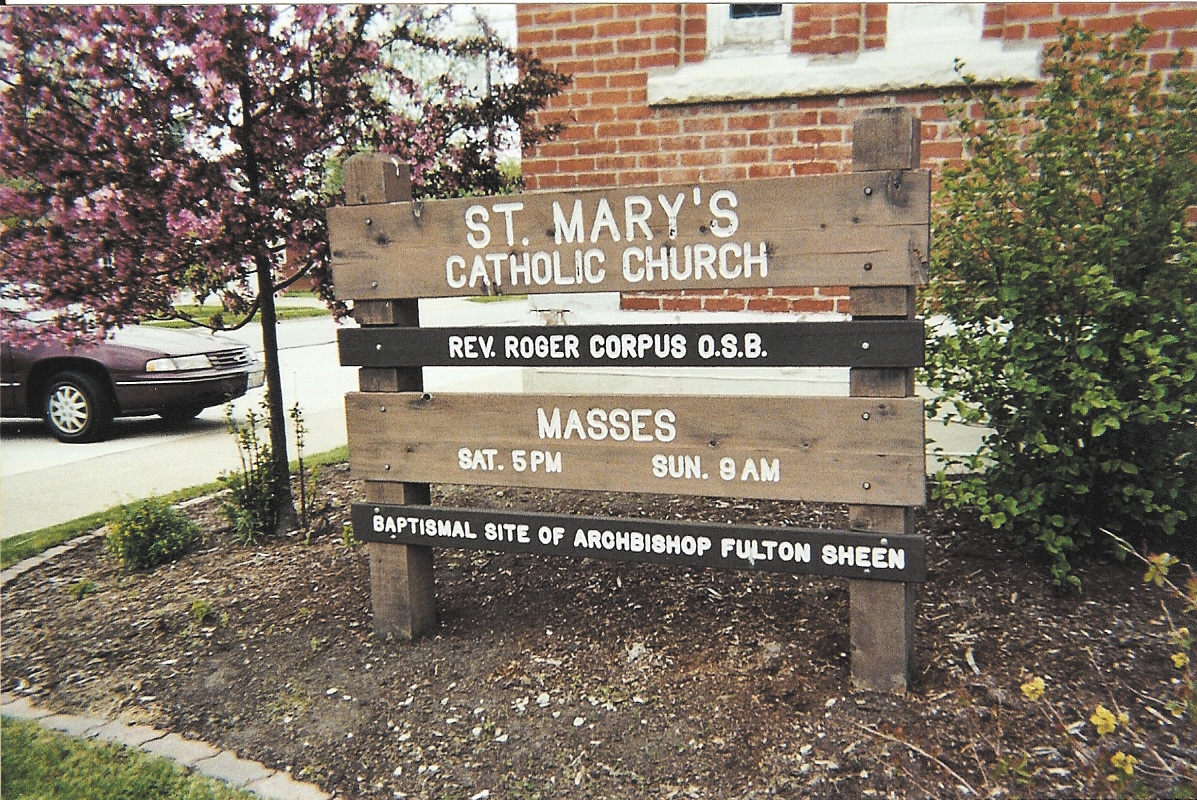 ST. MARY'S
CATHOLIC CHURCH
REV. ROGER CORPUS O.S.B.
MASSES
SAT. 5 PM SUN. 9 AM
BAPTISMAL SITE OF ARCHBISHOP FULTON SHEEN